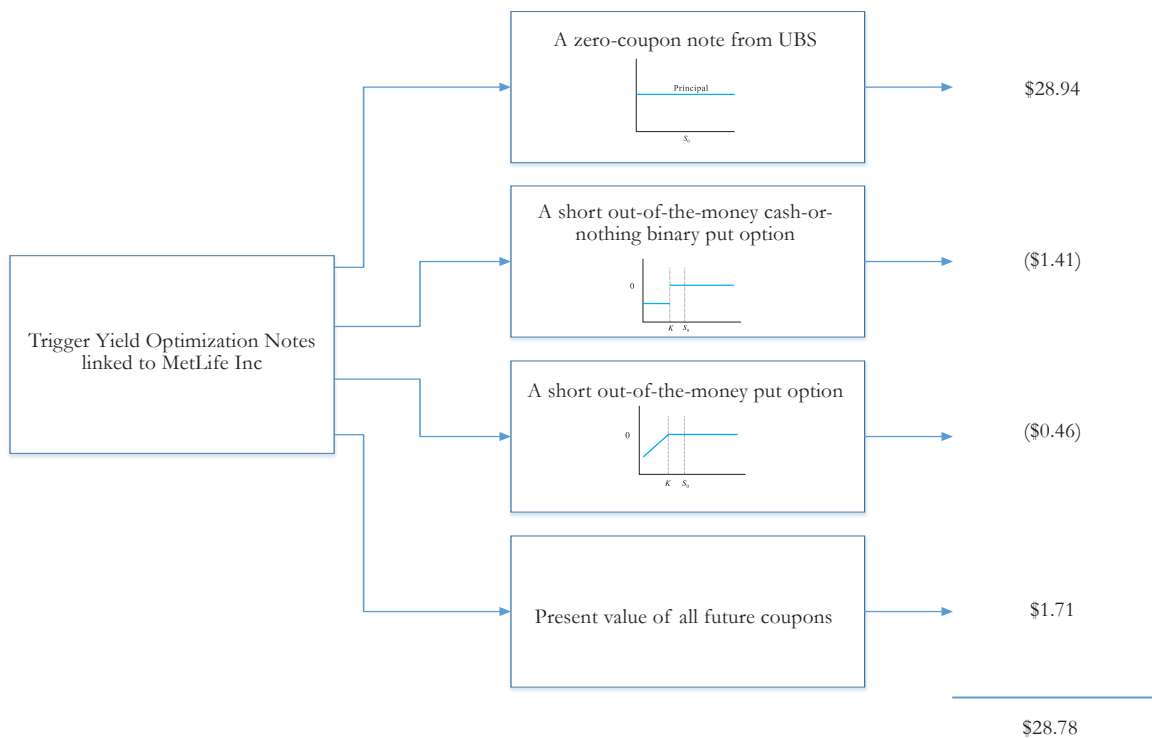 A zero-coupon note from UBS
Principal
S0
$28.94
A short out-of-the-money cash-or-
nothing binary put option
0
K S0
($1.41)
Trigger Yield Optimization Notes
linked to MetLife Inc
A short out-of-the-money put option
0
K S0
($0.46)
Present value of all future coupons
$1.71
$28.78